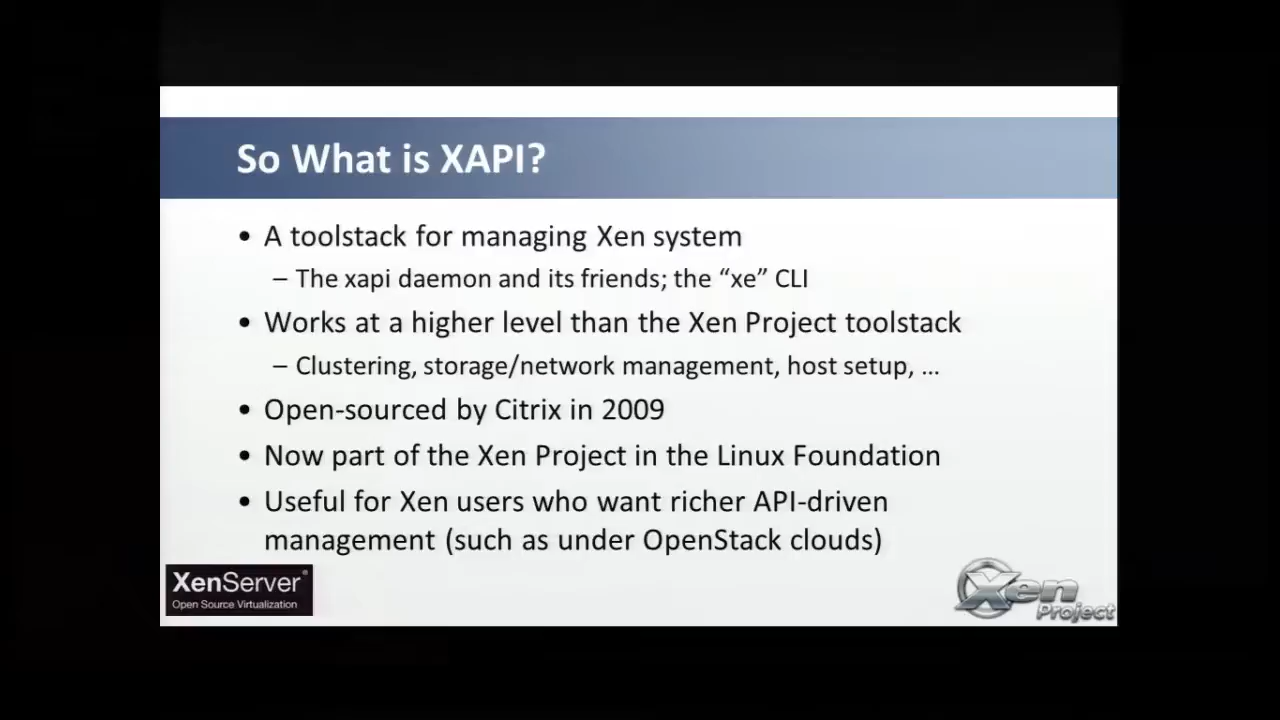 So What is XAPI?
• A toolstack for managing Xen system
– The xapi daemon and its friends; the “xe” CLI
• Works at a higher level than the Xen Project toolstack
– Clustering, storage/network management, host setup, …
• Open-sourced by Citrix in 2009
• Now part of the Xen Project in the Linux Foundation
• Useful for Xen users who want richer API-driven
management (such as under OpenStack clouds)
XenServer®
Open Source Virtualization
Xen
Project